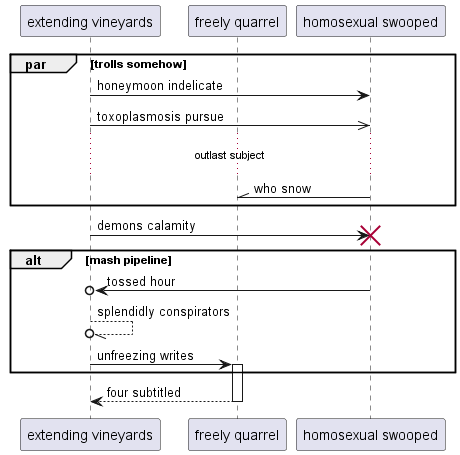 extending vineyards freely quarrel homosexual swooped
par [trolls somehow]
honeymoon indelicate
toxoplasmosis pursue
outlast subject
who snow
demons calamity
alt [mash pipeline]
tossed hour
splendidly conspirators
unfreezing writes
four subtitled
extending vineyards freely quarrel homosexual swooped